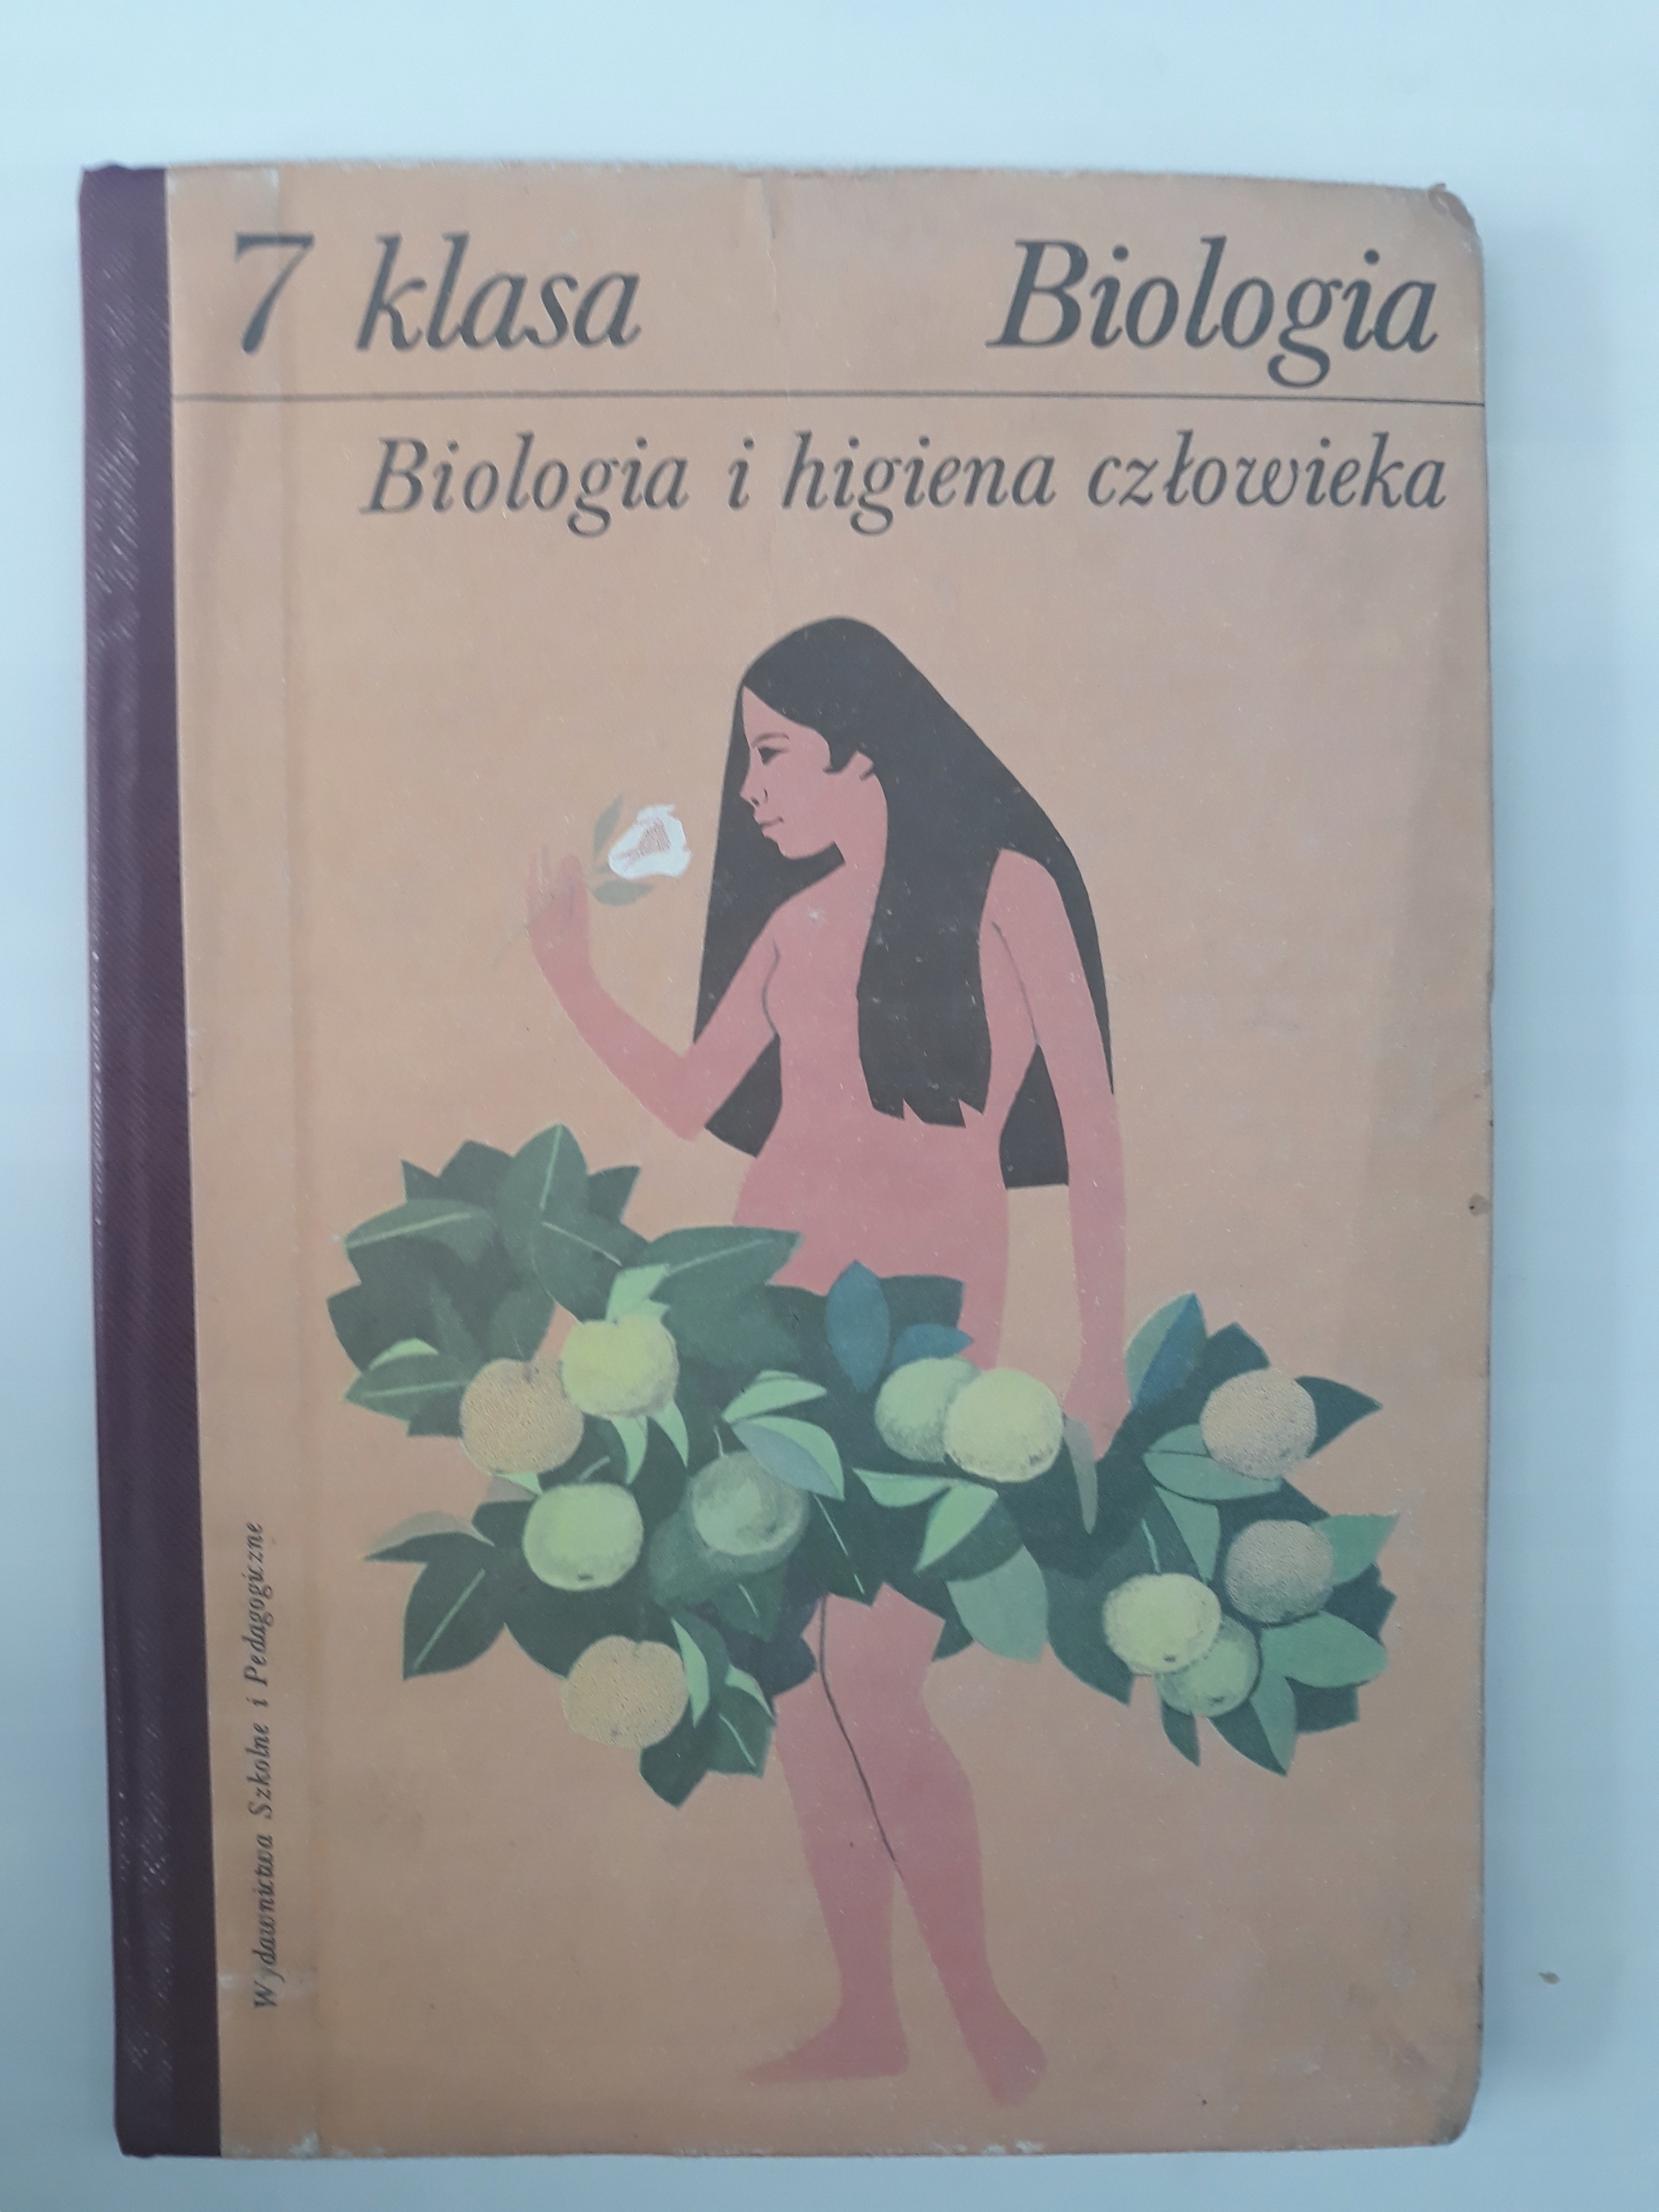 7 klasa Biologia
Biologia i higiena człowieka
Wydawnictwa Szkolne i Pedagogiczne